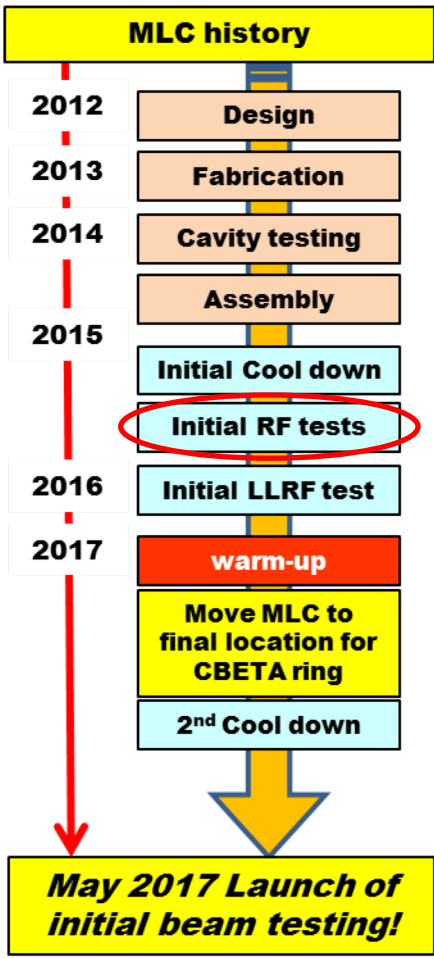 MLC history
2012
Design
2013
Fabrication
2014
Cavity testing
Assembly
2015
Initial Cool down
Initial RF tests
2016
Initial LLRF test
2017
warm-up
Move MLC to
final location for
CBETA ring
2nd Cool down
May 2017 Launch of
initial beam testing!